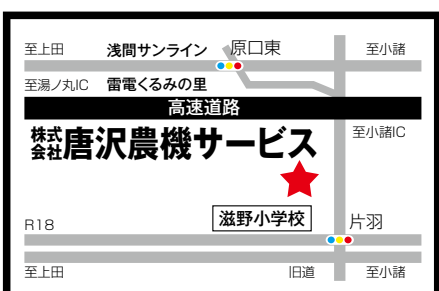 至上田 浅間サンライン 原口東 至小諸
至湯ノ丸IC 雷電くるみの里
高速道路
株式会社唐沢農機サービス 至小諸IC
滋野小学校 片羽
R18
至上田 旧道 至小諸